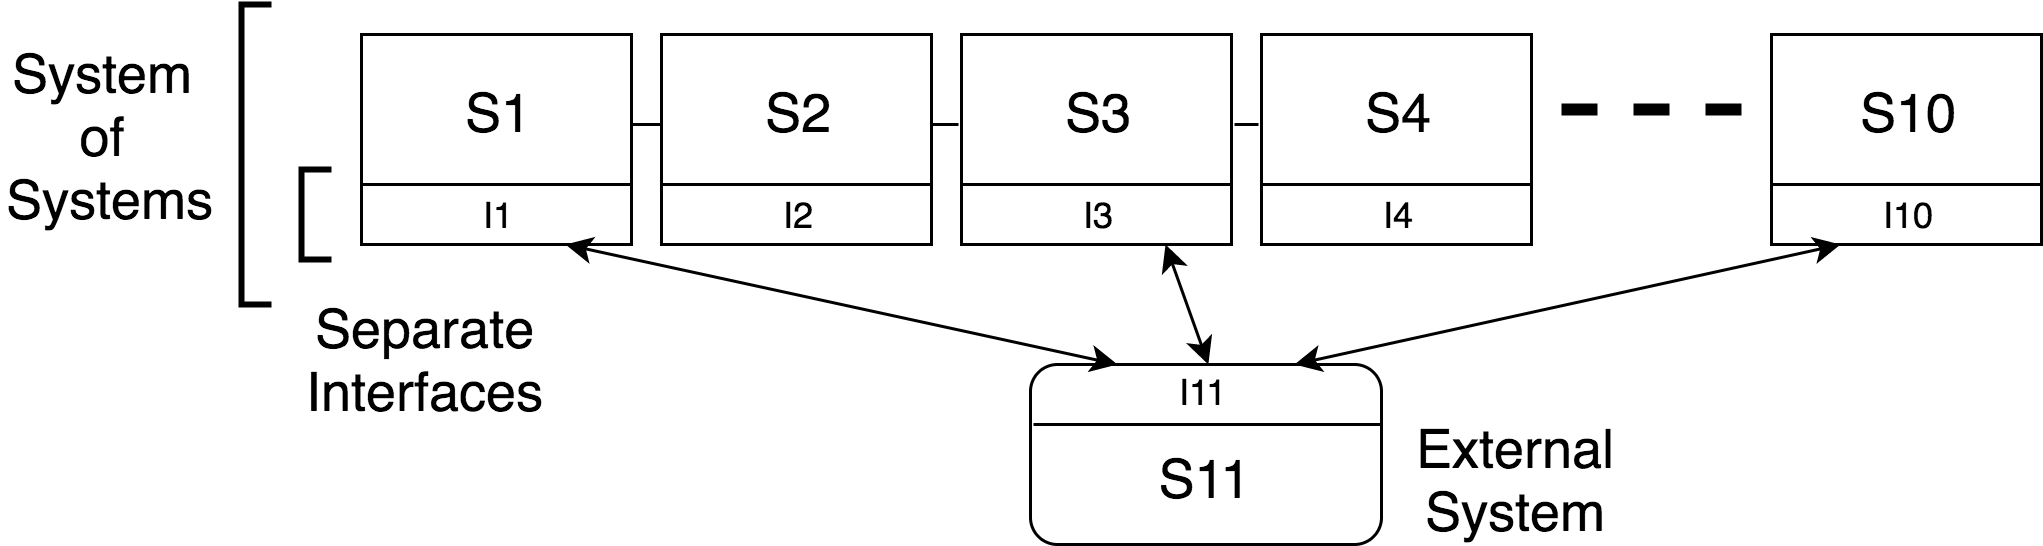 System
of
Systems
S1
S2
S3
S4
S10
I1
I2
I3
I4
I10
Separate
Interfaces
I11
S11
External
System